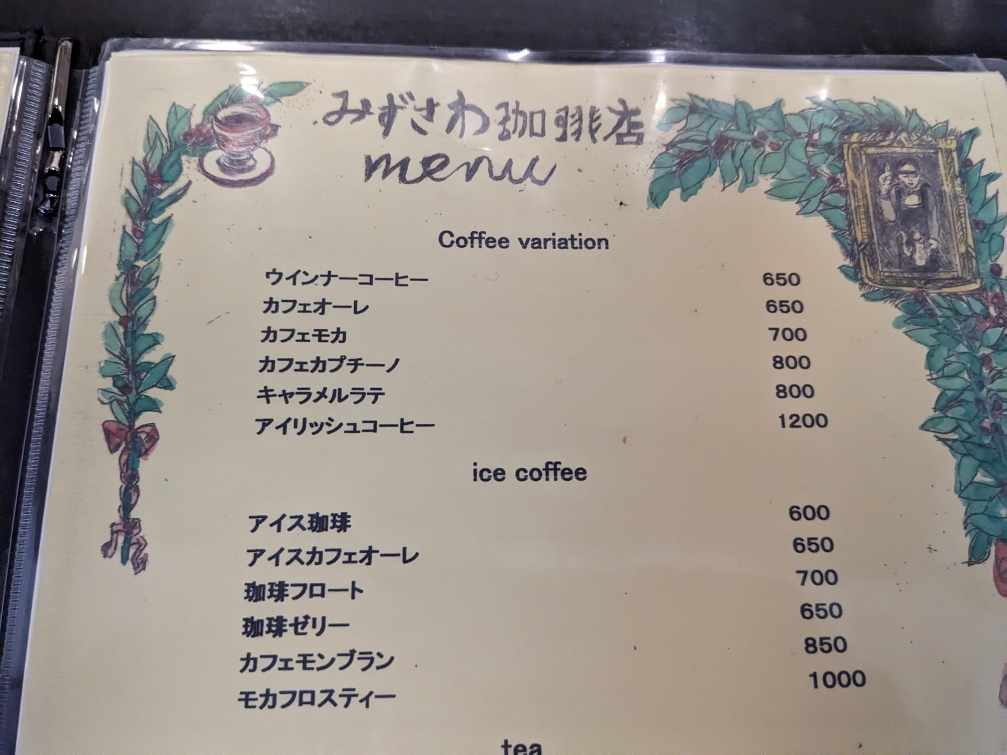 みずさわ珈琲店
menu
Coffee variation
ウインナーコーヒー 650
カフェオーレ 650
カフェモカ 700
カフェカプチーノ 800
キャラメルラテ 800
アイリッシュコーヒー 1200
ice coffee
アイス珈琲 600
アイスカフェオーレ 650
珈琲フロート 700
珈琲ゼリー 650
カフェモンブラン 850
モカフロスティー 1000
tea